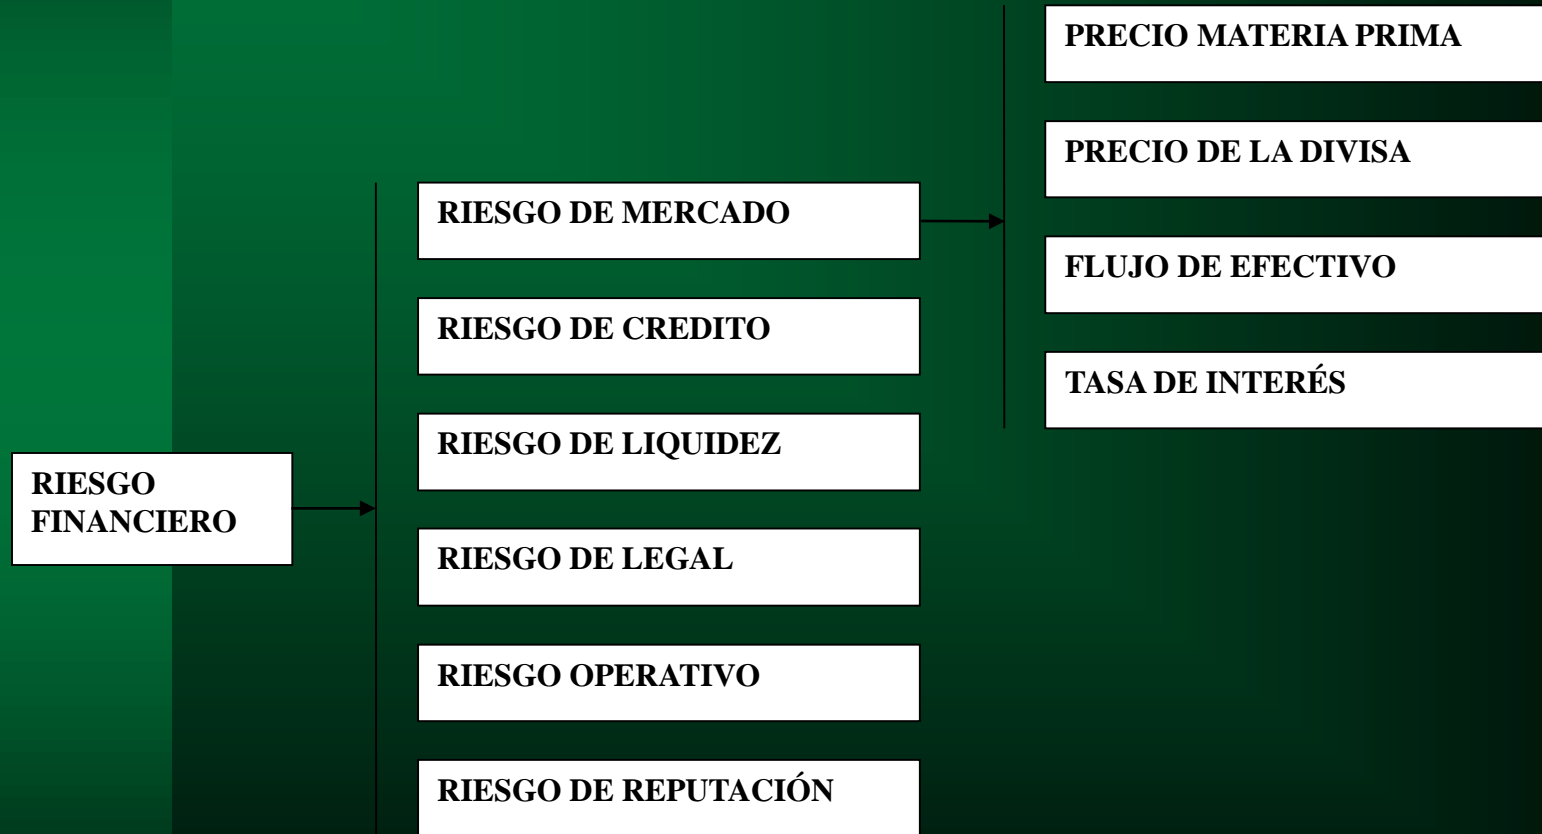 RIESGO
FINANCIERO
RIESGO DE MERCADO
RIESGO DE CREDITO
RIESGO DE LIQUIDEZ
RIESGO DE LEGAL
RIESGO OPERATIVO
RIESGO DE REPUTACIÓN
PRECIO MATERIA PRIMA
PRECIO DE LA DIVISA
FLUJO DE EFECTIVO
TASA DE INTERÉS